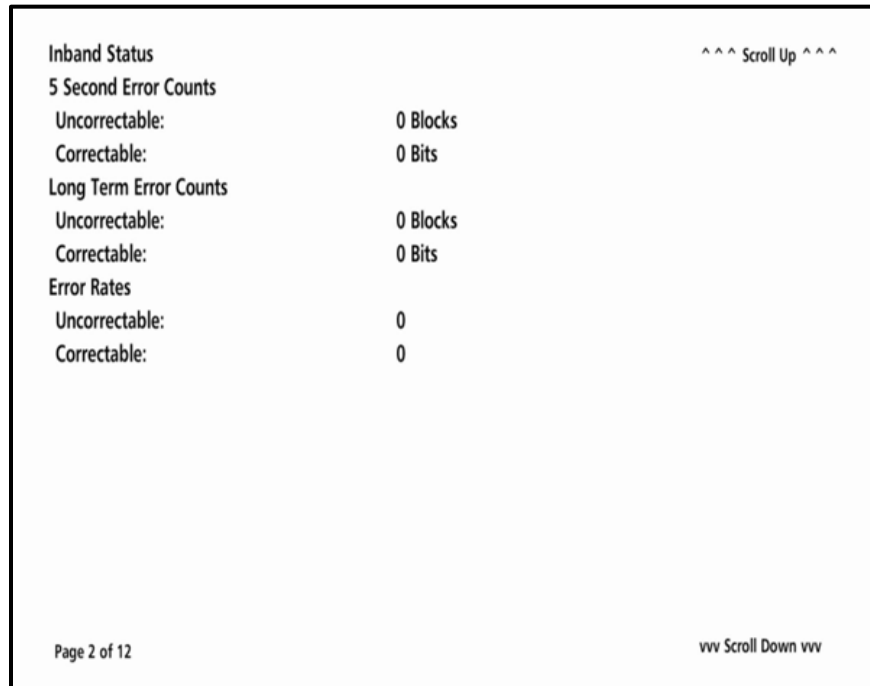 Inband Status ^ ^ ^ Scroll Up ^ ^ ^
5 Second Error Counts
Uncorrectable: 0 Blocks
Correctable: 0 Bits
Long Term Error Counts
Uncorrectable: 0 Blocks
Correctable: 0 Bits
Error Rates
Uncorrectable: 0
Correctable: 0
Page 2 of 12 vvv Scroll Down vvv